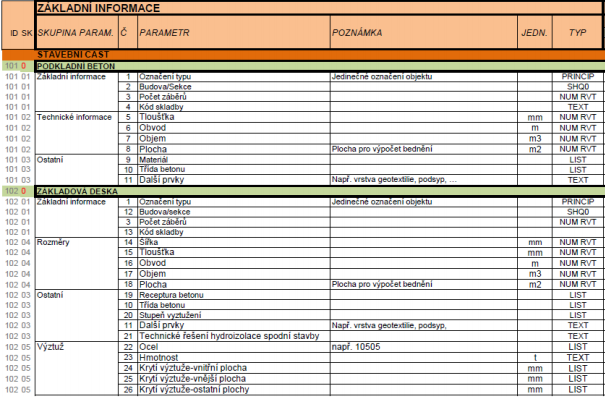 ZÁKLADNÍ INFORMACE
ID SK SKUPINA PARAM. Č PARAMETR POZNÁMKA JEDN. TYP
STAVEBNÍ ČÁST
101 0 PODKLADNÍ BETON
101 01 Základní informace 1 Označení typu Jedinečné označení objektu PRINCIP
101 01 2 Budova/Sekce SHQ0
101 01 3 Počet záběrů NUM RVT
101 01 4 Kód skladby TEXT
101 02 Technické informace 5 Tloušťka mm NUM RVT
101 02 6 Obvod m NUM RVT
101 02 7 Objem m3 NUM RVT
101 02 8 Plocha Plocha pro výpočet bednění m2 NUM RVT
101 03 Ostatní 9 Materiál LIST
101 03 10 Třída betonu LIST
101 03 11 Další prvky Např. vrstva geotextilie, podsyp, ... TEXT
102 0 ZÁKLADOVÁ DESKA
102 01 Základní informace 1 Označení typu Jedinečné označení objektu PRINCIP
102 01 12 Budova/sekce SHQ0
102 01 3 Počet záběrů NUM RVT
102 01 13 Kód skladby
102 04 Rozměry 14 Šířka mm NUM RVT
102 04 15 Tloušťka mm NUM RVT
102 04 16 Obvod m NUM RVT
102 04 17 Objem m3 NUM RVT
102 04 18 Plocha Plocha pro výpočet bednění m2 NUM RVT
102 03 Ostatní 19 Receptura betonu LIST
102 03 10 Třída betonu LIST
102 03 20 Stupeň vyztužení LIST
102 03 11 Další prvky Např. vrstva geotextilie, podsyp, TEXT
102 03 21 Technické řešení hydroizolace spodní stavby TEXT
102 05 Výztuž 22 Ocel např. 10505 LIST
102 05 23 Hmotnost t TEXT
102 05 24 Krytí výztuže-vnitřní plocha mm LIST
102 05 25 Krytí výztuže-vnější plocha mm LIST
102 05 26 Krytí výztuže-ostatní plochy mm LIST